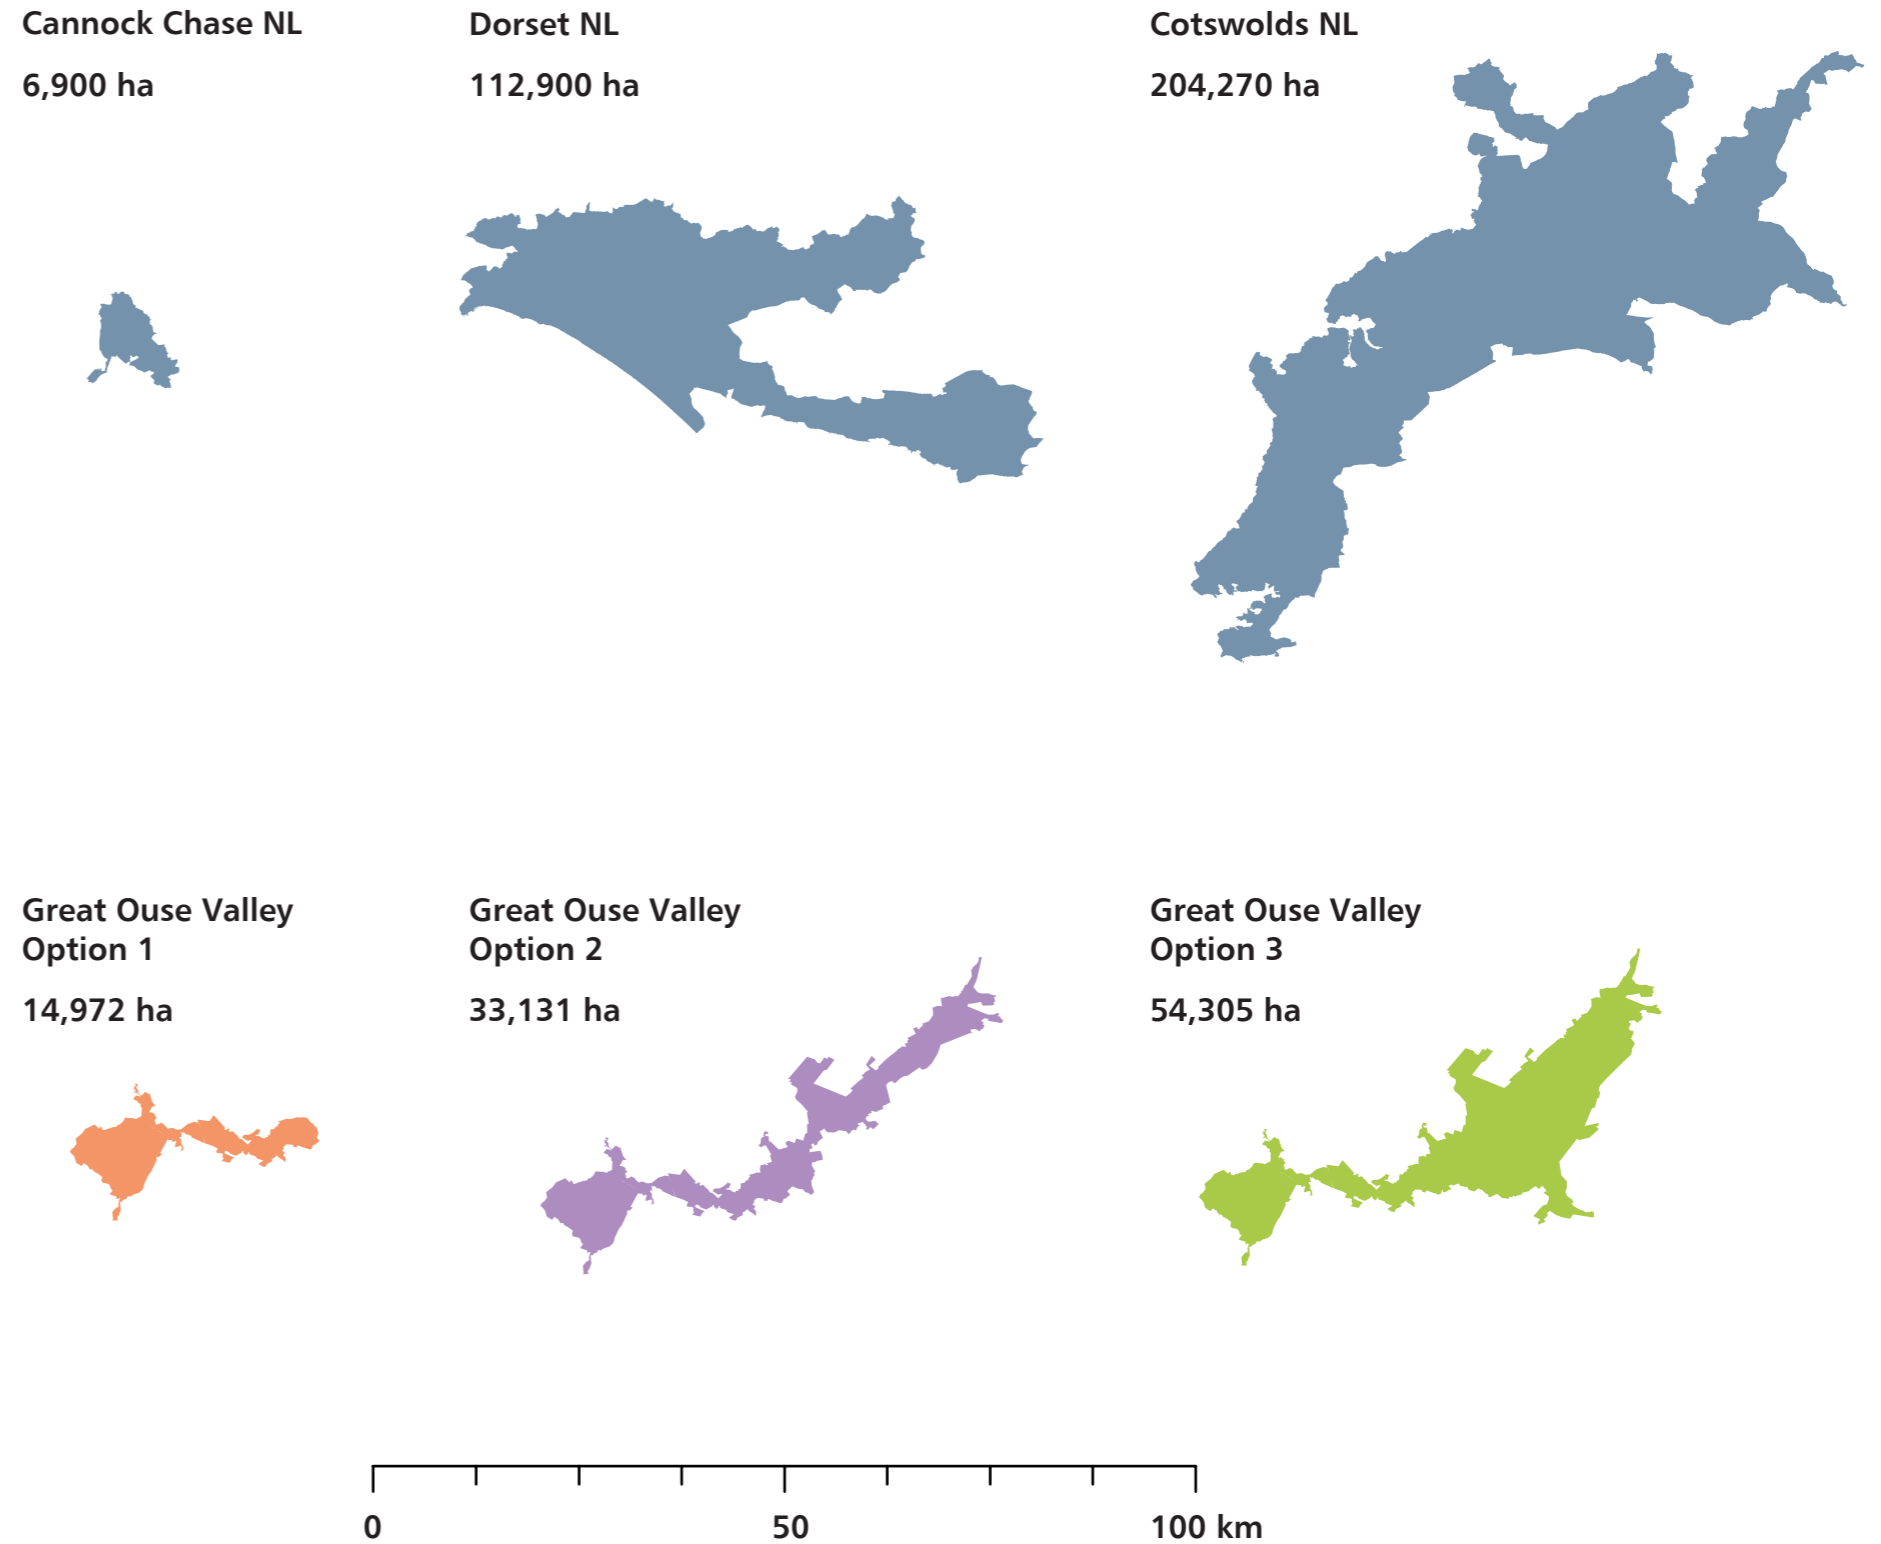 Cannock Chase NL
6,900 ha
Dorset NL
112,900 ha
Cotswolds NL
204,270 ha
Great Ouse Valley
Option 1
14,972 ha
Great Ouse Valley
Option 2
33,131 ha
Great Ouse Valley
Option 3
54,305 ha
0 50 100 km